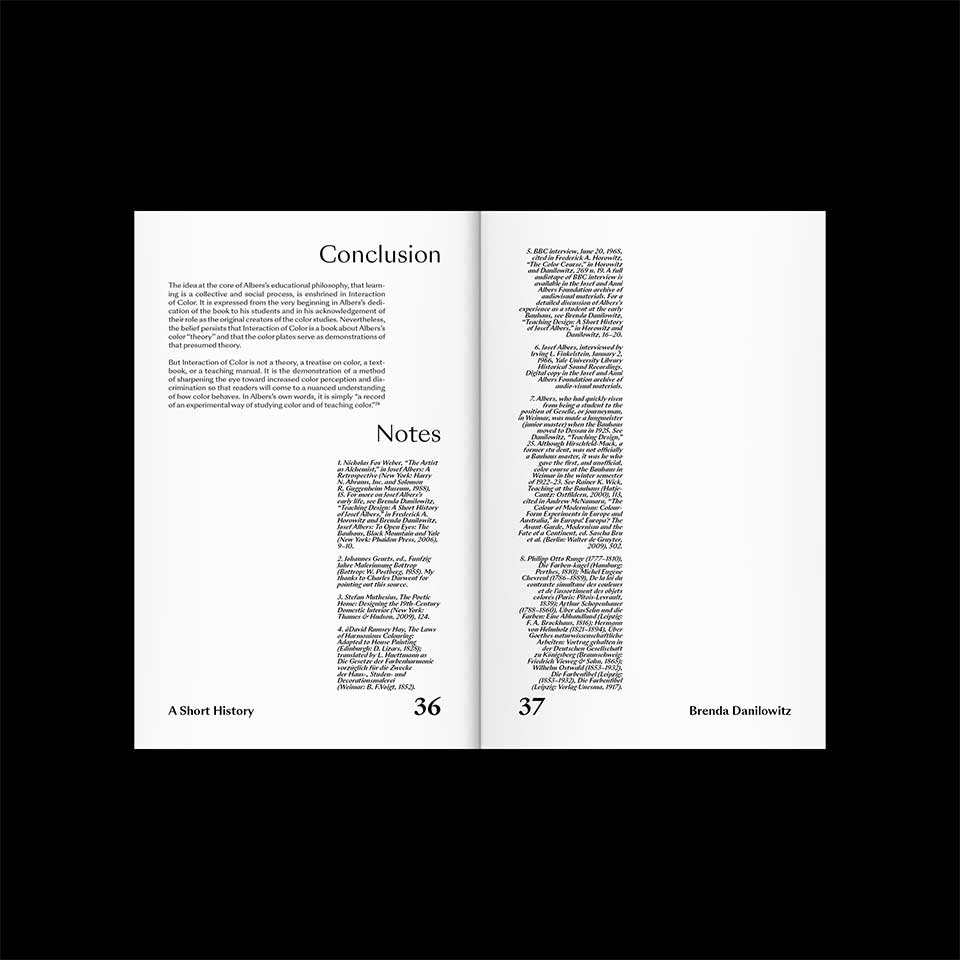 Conclusion
The idea at the core of Albers's educational philosophy, that learn-
ing is a collective and social process, is enshrined in Interaction
of Color. It is expressed from the very beginning in Albers's dedi-
cation of the book to his students and in his acknowledgement of
their role as the original creators of the color studies. Nevertheless,
the belief persists that Interaction of Color is a book about Albers's
color “theory” and that the color plates serve as demonstrations of
that presumed theory.
But Interaction of Color is not a theory, a treatise on color, a text-
book, or a teaching manual. It is the demonstration of a method
of sharpening the eye toward increased color perception and dis-
crimination so that readers will come to a nuanced understanding
of how color behaves. In Albers's own words, it is simply “a record
of an experimental way of studying color and of teaching color.”
Notes
1. Nicholas Fox Weber, “The Artist
as Alchemist,” in Josef Albers: A
Retrospective (New York: Harry
N. Abrams, Inc. and Solomon
R. Guggenheim Museum, 1988),
15. For more on Josef Albers's
early life, see Brenda Danilowitz,
“Teaching Design: A Short History
of Josef Albers,” in Frederick A.
Horowitz and Brenda Danilowitz,
Josef Albers: To Open Eyes: The
Bauhaus, Black Mountain and Yale
(New York: Phaidon Press, 2006),
9–10.
2. Johannes Geurts, ed., Funfzig
Jahre Malerinnung Bottrop
(Bottrop: W. Postberg, 1955). My
thanks to Charles Darwent for
pointing out this source.
3. Stefan Muthesius, The Poetic
Home: Designing the 19th-Century
Domestic Interior (New York:
Thames & Hudson, 2009), 124.
4. áDavid Ramsey Hay, The Laws
of Harmonious Colouring:
Adapted to House Painting
(Edinburgh: D. Lizars, 1828);
translated by L. Huettmann as
Die Gesetze der Farbenharmonie
vorzüglich für die Zwecke
der Haus-, Studen- und
Decorationsmalerei
(Weimar: B. F.Voigt, 1852).
A Short History
36
5. BBC interview, June 20, 1968,
cited in Frederick A. Horowitz,
“The Color Course,” in Horowitz
and Danilowitz, 269 n. 19. A full
audiotape of BBC interview is
available in the Josef and Anni
Albers Foundation archive of
audiovisual materials. For a
detailed discussion of Albers's
experience as a student at the early
Bauhaus, see Brenda Danilowitz,
“Teaching Design: A Short History
of Josef Albers,” in Horowitz and
Danilowitz, 16–20.
6. Josef Albers, interviewed by
Irving L. Finkelstein, January 2,
1966, Yale University Library
Historical Sound Recordings.
Digital copy in the Josef and Anni
Albers Foundation archive of
audio-visual materials.
7. Albers, who had quickly risen
from being a student to the
position of Geselle, or journeyman,
in Weimar, was made a Jungmeister
(junior master) when the Bauhaus
moved to Dessau in 1925. See
Danilowitz, “Teaching Design,”
25. Although Hirschfeld-Mack, a
former stu dent, was not officially
a Bauhaus master, it was he who
gave the first, and unofficial,
color course at the Bauhaus in
Weimar in the winter semester
of 1922–23. See Rainer K. Wick,
Teaching at the Bauhaus (Hatje-
Cantz: Ostfildern, 2000), 113,
cited in Andrew McNamara, “The
Colour of Modernism: Colour-
Form Experiments in Europe and
Australia,” in Europa! Europa? The
Avant-Garde, Modernism and the
Fate of a Continent, ed. Sascha Bru
et al. (Berlin: Walter de Gruyter,
2009), 502.
8. Philipp Otto Runge (1777–1810),
Die Farben-kugel (Hamburg:
Perthes, 1810); Michel Eugène
Chevreul (1786–1889), De la loi du
contraste simultané des couleurs
et de l'assortiment des objets
colorés (Paris: Pitois-Levrault,
1839); Arthur Schopenhauer
(1788–1860), Über dasSehn und die
Farben: Eine Abhandlund (Leipzig:
F. A. Brockhaus, 1816); Hermann
von Helmholz (1821–1894), Über
Goethes naturwissenschaftliche
Arbeiten: Vortrag gehalten in
der Deutschen Gesellschaft
zu Königsberg (Braunschweig:
Friedrich Vieweg & Sohn, 1865);
Wilhelm Ostwald (1853–1932),
Die Farbenfibel (Leipzig:
(1853–1932), Die Farbenfibel
(Leipzig: Verlag Unesma, 1917).
37
Brenda Danilowitz